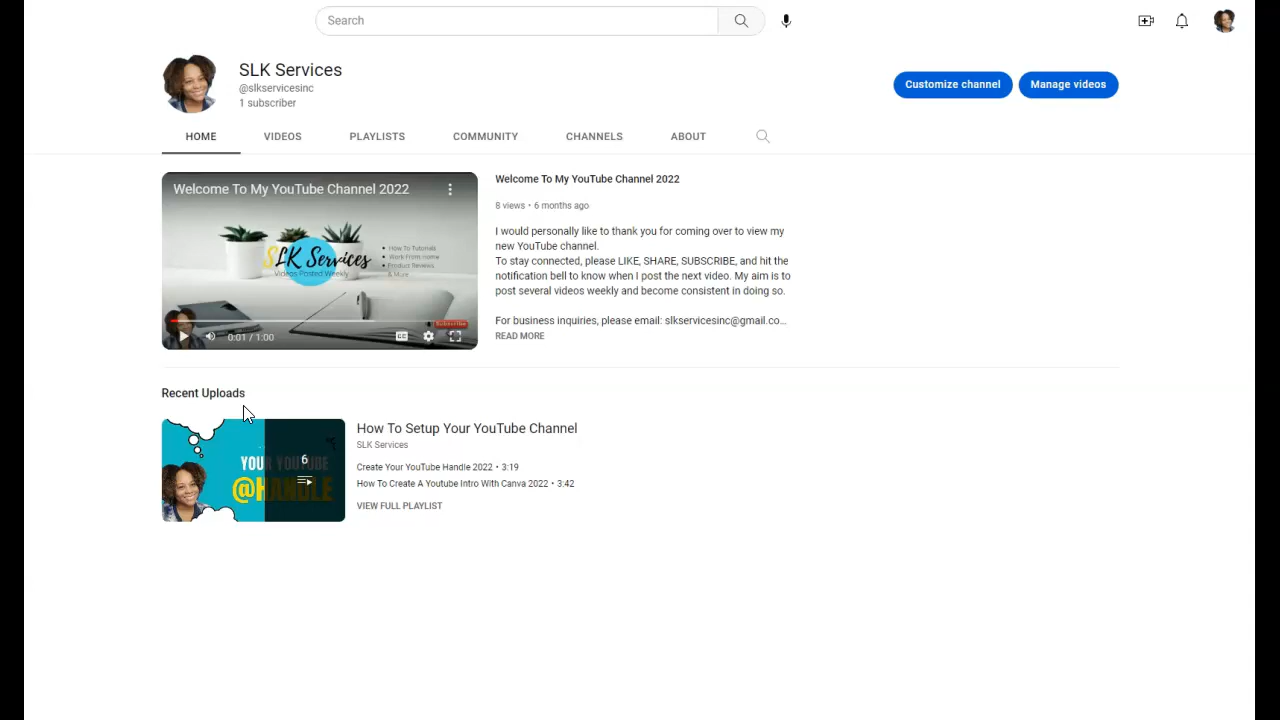 Search
SLK Services
@slkservicesinc
1 subscriber
Customize channel
Manage videos
HOME
VIDEOS
PLAYLISTS
COMMUNITY
CHANNELS
ABOUT
Welcome To My YouTube Channel 2022
SLK Services
Videos Posted Weekly
How To Tutorials
Work From Home
Product Reviews
& More
Subscribe
0:01 / 1:00
CC
Welcome To My YouTube Channel 2022
8 views • 6 months ago
I would personally like to thank you for coming over to view my
new YouTube channel.
To stay connected, please LIKE, SHARE, SUBSCRIBE, and hit the
notification bell to know when I post the next video. My aim is to
post several videos weekly and become consistent in doing so.
For business inquiries, please email: slkservicesinc@gmail.co...
READ MORE
Recent Uploads
YOUR YOUTUBE
@HANDLE
6
How To Setup Your YouTube Channel
SLK Services
Create Your YouTube Handle 2022 • 3:19
How To Create A Youtube Intro With Canva 2022 • 3:42
VIEW FULL PLAYLIST